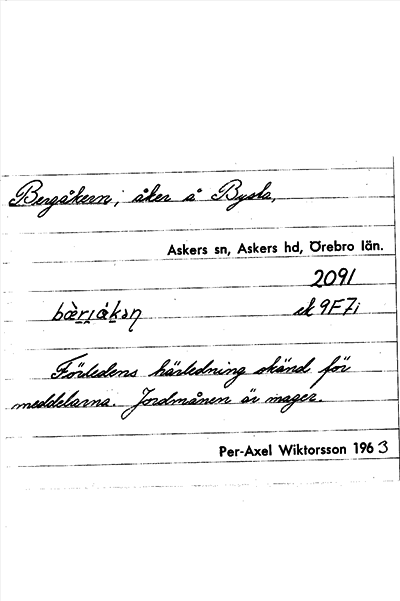 Bergåkern, åker å Bysta,
Askers sn, Askers hd, Örebro län.
2091
bæ̀rɪåkəɳ ek 9F7i
Förledens härledning okänd för
meddelarna. Jordmånen är mager.
Per-Axel Wiktorsson 1963